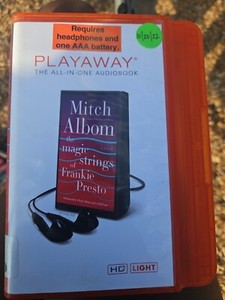 Requires
headphones and
one AAA battery.
PLAYAWAY®
THE ALL-IN-ONE AUDIOBOOK
Mitch
Albom
the
magic
strings
of
Frankie
Presto
HD
LIGHT